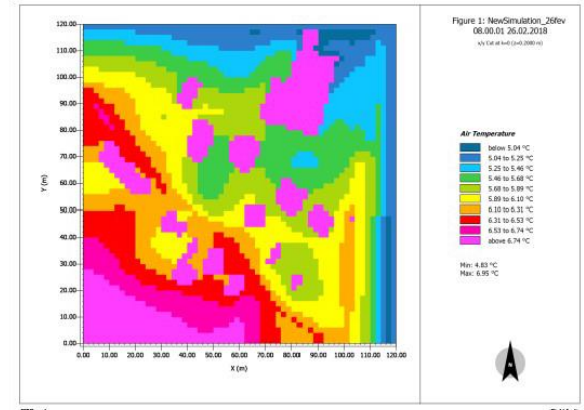 Figure 1: NewSimulation_26fev
08.00.01 26.02.2018
x/y Cut at k=0 (z=0.2000 m)
120.00
110.00
100.00
90.00
80.00
70.00
60.00
50.00
40.00
30.00
20.00
10.00
0.00
Y (m)
0.00 10.00 20.00 30.00 40.00 50.00 60.00 70.00 80.00 90.00 100.00 110.00 120.00
X (m)
Air Temperature
below 5.04 °C
5.04 to 5.25 °C
5.25 to 5.46 °C
5.46 to 5.68 °C
5.68 to 5.89 °C
5.89 to 6.10 °C
6.10 to 6.31 °C
6.31 to 6.53 °C
6.53 to 6.74 °C
above 6.74 °C
Min: 4.83 °C
Max: 6.95 °C
N